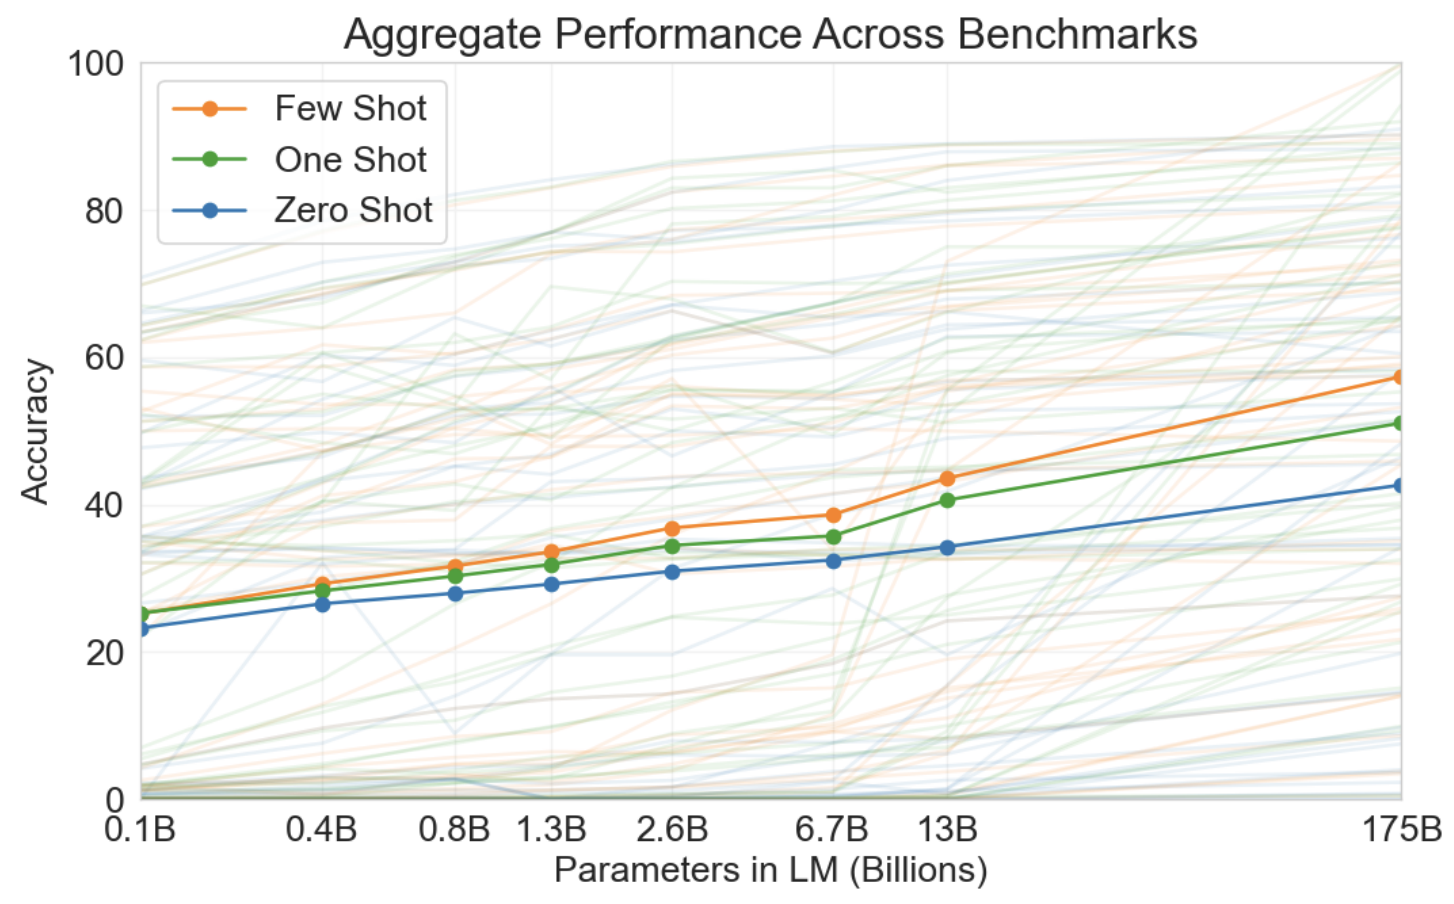 Aggregate Performance Across Benchmarks
Few Shot
One Shot
Zero Shot
100
80
60
40
20
0
Accuracy
0.1B 0.4B 0.8B 1.3B 2.6B 6.7B 13B 175B
Parameters in LM (Billions)